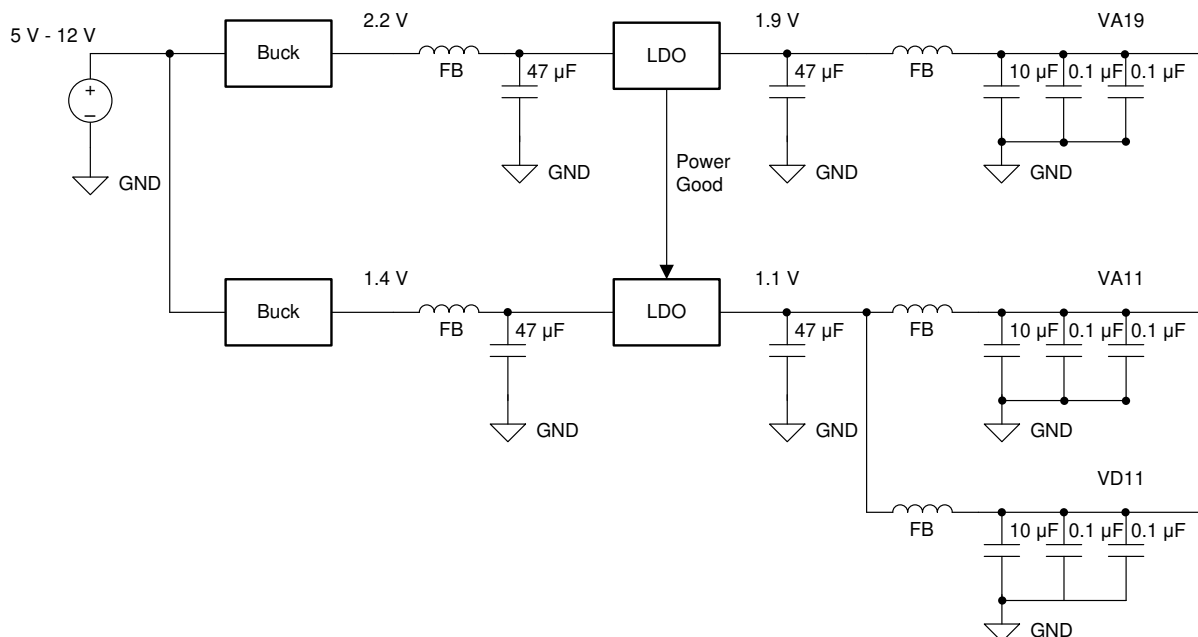 5 V - 12 V
Buck
2.2 V
FB
47 µF
LDO
1.9 V
47 µF
FB
VA19
10 µF
0.1 µF
0.1 µF
GND
GND
GND
GND
Power
Good
Buck
1.4 V
FB
47 µF
LDO
1.1 V
47 µF
FB
VA11
10 µF
0.1 µF
0.1 µF
GND
GND
GND
VD11
FB
10 µF
0.1 µF
0.1 µF
GND